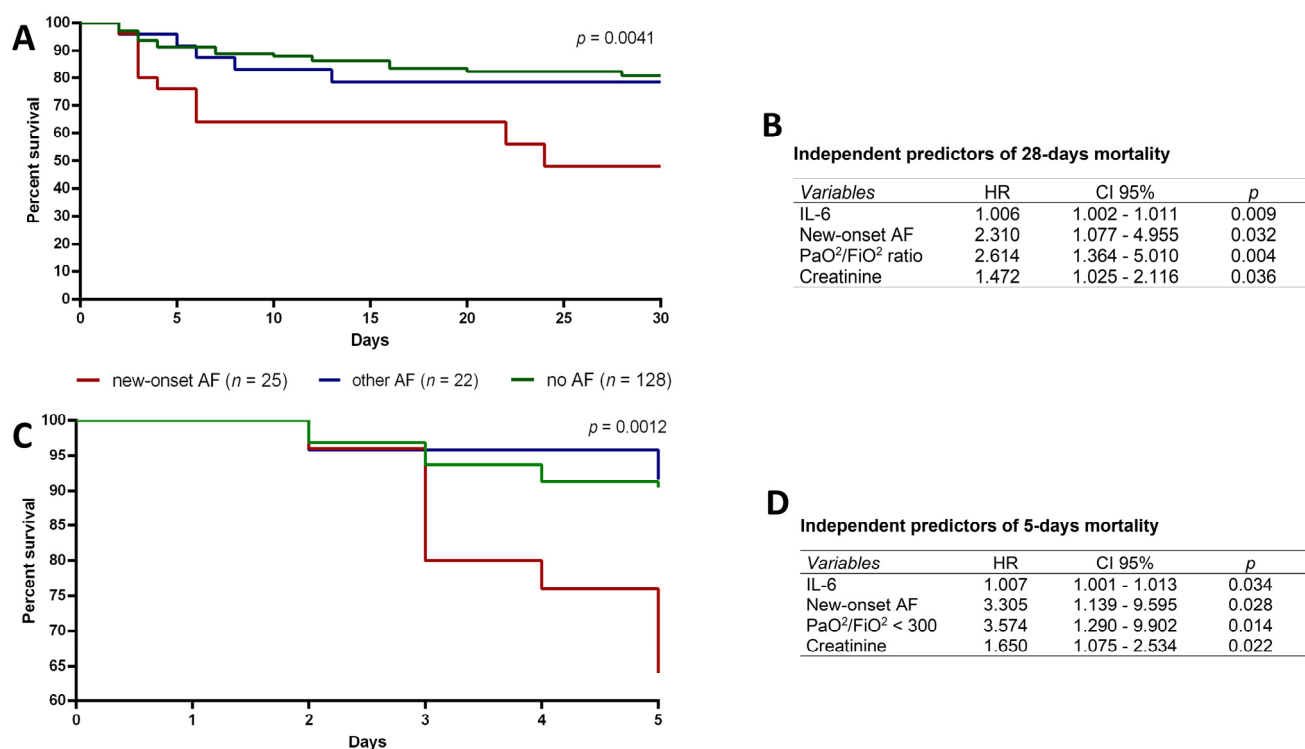 A
p = 0.0041
Percent survival
100
90
80
70
60
50
40
30
20
10
0
0 5 10 15 20 25 30
Days
B
Independent predictors of 28-days mortality
Variables HR CI 95% p
IL-6 1.006 1.002 - 1.011 0.009
New-onset AF 2.310 1.077 - 4.955 0.032
PaO²/FiO² ratio 2.614 1.364 - 5.010 0.004
Creatinine 1.472 1.025 - 2.116 0.036
new-onset AF (n = 25) other AF (n = 22) no AF (n = 128)
C
p = 0.0012
Percent survival
100
95
90
85
80
75
70
65
60
0 1 2 3 4 5
Days
D
Independent predictors of 5-days mortality
Variables HR CI 95% p
IL-6 1.007 1.001 - 1.013 0.034
New-onset AF 3.305 1.139 - 9.595 0.028
PaO²/FiO² < 300 3.574 1.290 - 9.902 0.014
Creatinine 1.650 1.075 - 2.534 0.022